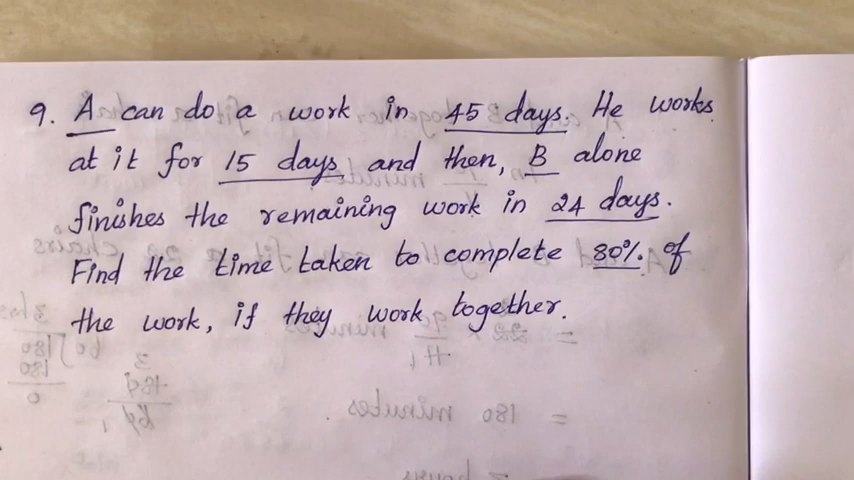 9. A can do a work in 45 days. He works
at it for 15 days and then, B alone
finishes the remaining work in 24 days.
Find the time taken to complete 80% of
the work, if they work together.